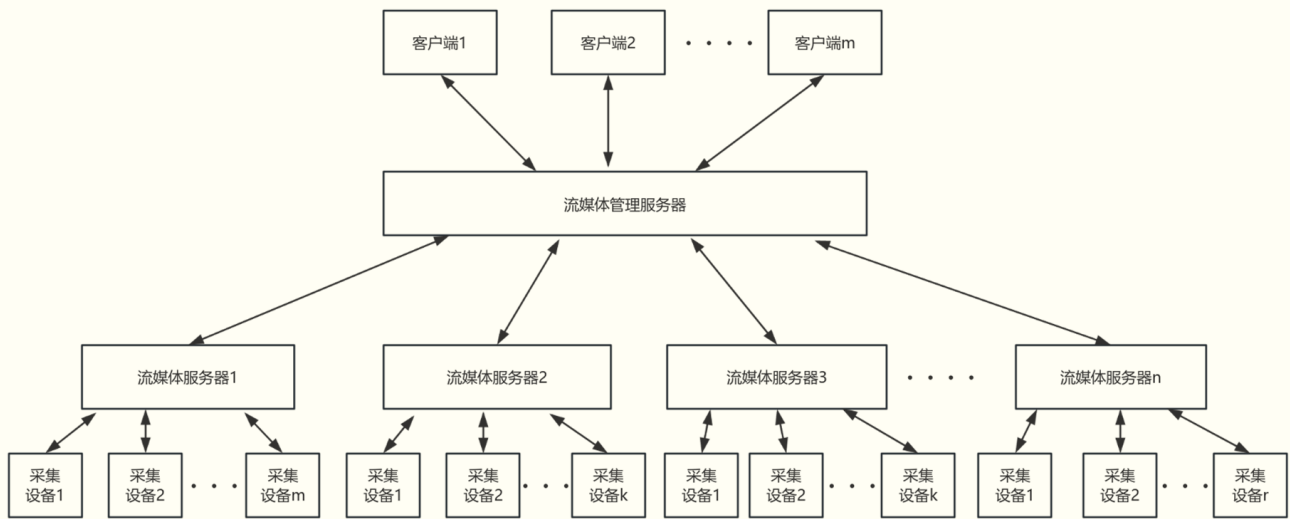 客户端1
客户端2
· · · ·
客户端m
流媒体管理服务器
流媒体服务器1
流媒体服务器2
流媒体服务器3
· · · ·
流媒体服务器n
采集
设备1
采集
设备2
· · ·
采集
设备m
采集
设备1
采集
设备2
· · ·
采集
设备k
采集
设备1
采集
设备2
· · ·
采集
设备k
采集
设备1
采集
设备2
· · ·
采集
设备r